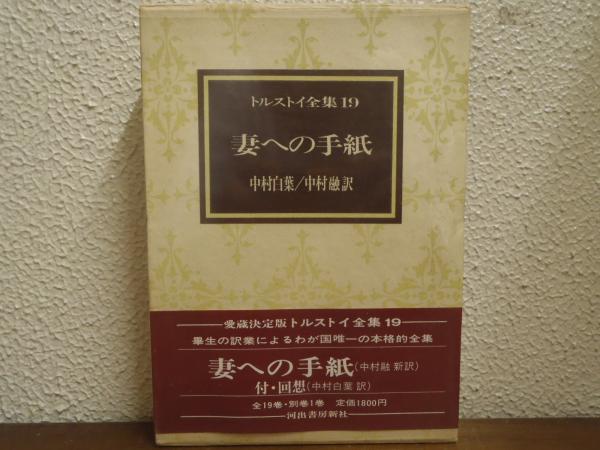 トルストイ全集19
妻への手紙
中村白葉/中村融訳
愛蔵決定版トルストイ全集19
畢生の訳業によるわが国唯一の本格的全集
妻への手紙(中村融 新訳)
付・回想(中村白葉 訳)
全19巻・別巻1巻 定価1800円
河出書房新社